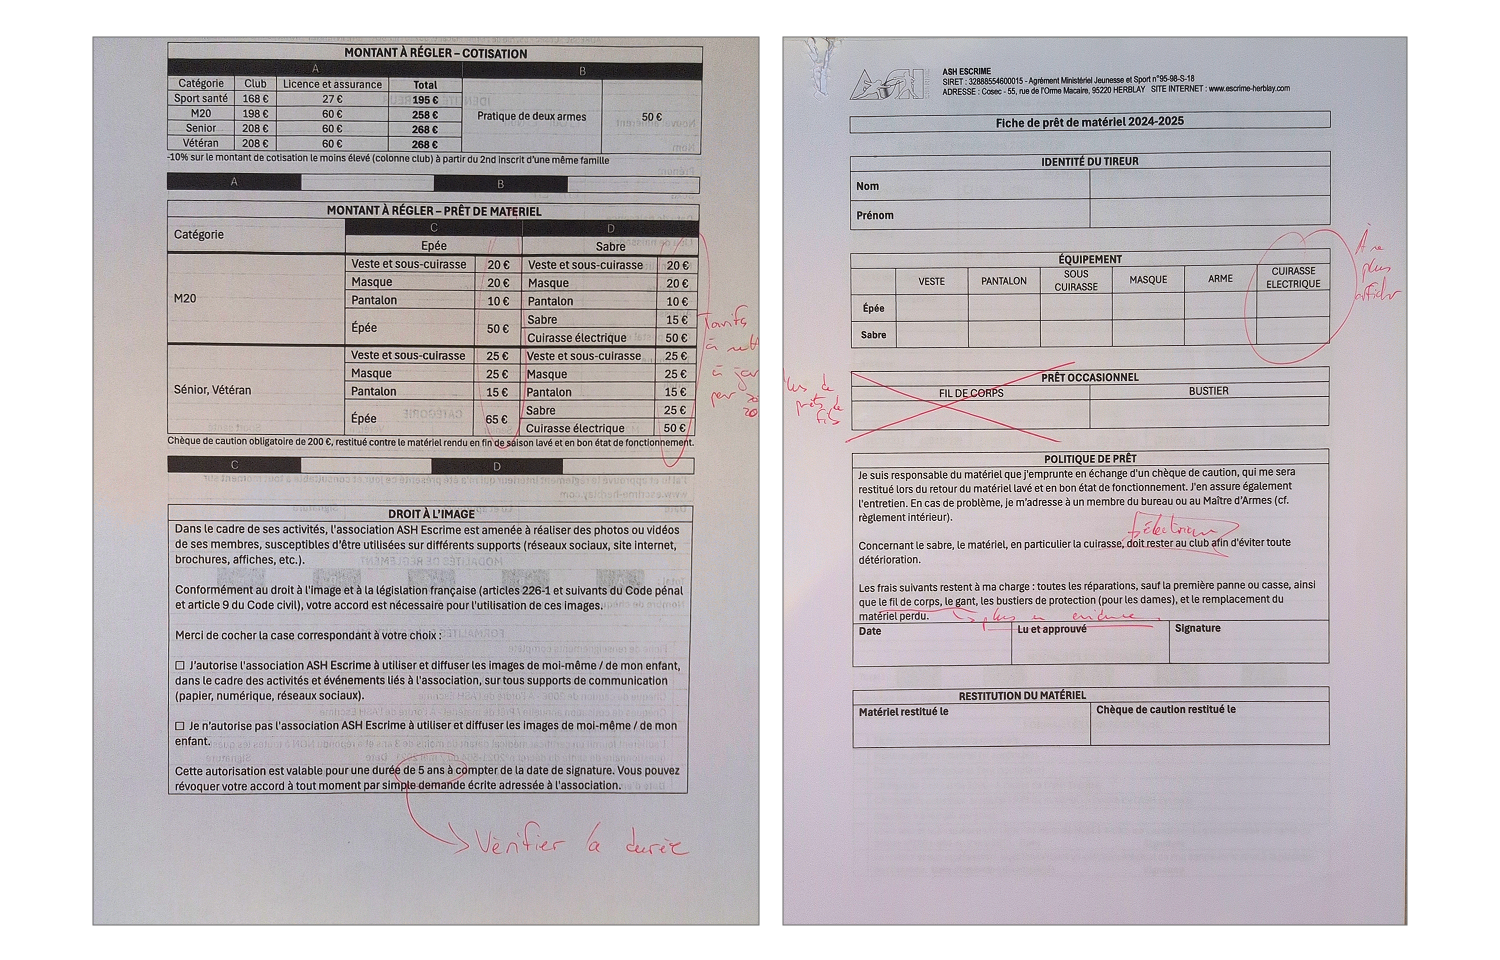 MONTANT À RÉGLER – COTISATION
A B
Catégorie Club Licence et assurance Total
Sport santé 168 € 27 € 195 €
M20 198 € 60 € 258 €
Senior 208 € 60 € 268 €
Vétéran 208 € 60 € 268 €
Pratique de deux armes 50 €
-10% sur le montant de cotisation le moins élevé (colonne club) à partir du 2nd inscrit d'une même famille
A B
MONTANT À RÉGLER – PRÊT DE MATERIEL
Catégorie C D
Epée Sabre
M20
Veste et sous-cuirasse 20 € Veste et sous-cuirasse 20 €
Masque 20 € Masque 20 €
Pantalon 10 € Pantalon 10 €
Épée 50 € Sabre 15 €
Cuirasse électrique 50 €
Sénior, Vétéran
Veste et sous-cuirasse 25 € Veste et sous-cuirasse 25 €
Masque 25 € Masque 25 €
Pantalon 15 € Pantalon 15 €
Épée 65 € Sabre 25 €
Cuirasse électrique 50 €
Tarifs
à
à
per
Chèque de caution obligatoire de 200 €, restitué contre le matériel rendu en fin de saison lavé et en bon état de fonctionnement.
C D
DROIT À L'IMAGE
Dans le cadre de ses activités, l'association ASH Escrime est amenée à réaliser des photos ou vidéos
de ses membres, susceptibles d'être utilisées sur différents supports (réseaux sociaux, site internet,
brochures, affiches, etc.).
Conformément au droit à l'image et à la législation française (articles 226-1 et suivants du Code pénal
et article 9 du Code civil), votre accord est nécessaire pour l'utilisation de ces images.
Merci de cocher la case correspondant à votre choix :
☐ J'autorise l'association ASH Escrime à utiliser et diffuser les images de moi-même / de mon enfant,
dans le cadre des activités et événements liés à l'association, sur tous supports de communication
(papier, numérique, réseaux sociaux).
☐ Je n'autorise pas l'association ASH Escrime à utiliser et diffuser les images de moi-même / de mon
enfant.
Cette autorisation est valable pour une durée de 5 ans à compter de la date de signature. Vous pouvez
révoquer votre accord à tout moment par simple demande écrite adressée à l'association.
Vérifier la durée
ASH
ASH ESCRIME
SIRET : 32888554600015 - Agrément Ministériel Jeunesse et Sport n°95-98-S-18
ADRESSE : Cosec - 55, rue de l'Orme Macaire, 95220 HERBLAY SITE INTERNET : www.escrime-herblay.com
Fiche de prêt de matériel 2024-2025
IDENTITÉ DU TIREUR
Nom
Prénom
ÉQUIPEMENT
VESTE PANTALON SOUS CUIRASSE MASQUE ARME CUIRASSE ELECTRIQUE
Épée
Sabre
À ne
plus
afficher
PRÊT OCCASIONNEL
FIL DE CORPS BUSTIER
Plus de
prêts de
fils
POLITIQUE DE PRÊT
Je suis responsable du matériel que j'emprunte en échange d'un chèque de caution, qui me sera
restitué lors du retour du matériel lavé et en bon état de fonctionnement. J'en assure également
l'entretien. En cas de problème, je m'adresse à un membre du bureau ou au Maître d'Armes (cf.
règlement intérieur).
électrique
Concernant le sabre, le matériel, en particulier la cuirasse, doit rester au club afin d'éviter toute
détérioration.
Les frais suivants restent à ma charge : toutes les réparations, sauf la première panne ou casse, ainsi
que le fil de corps, le gant, les bustiers de protection (pour les dames), et le remplacement du
matériel perdu.
plus en évidence
Date Lu et approuvé Signature
RESTITUTION DU MATÉRIEL
Matériel restitué le Chèque de caution restitué le